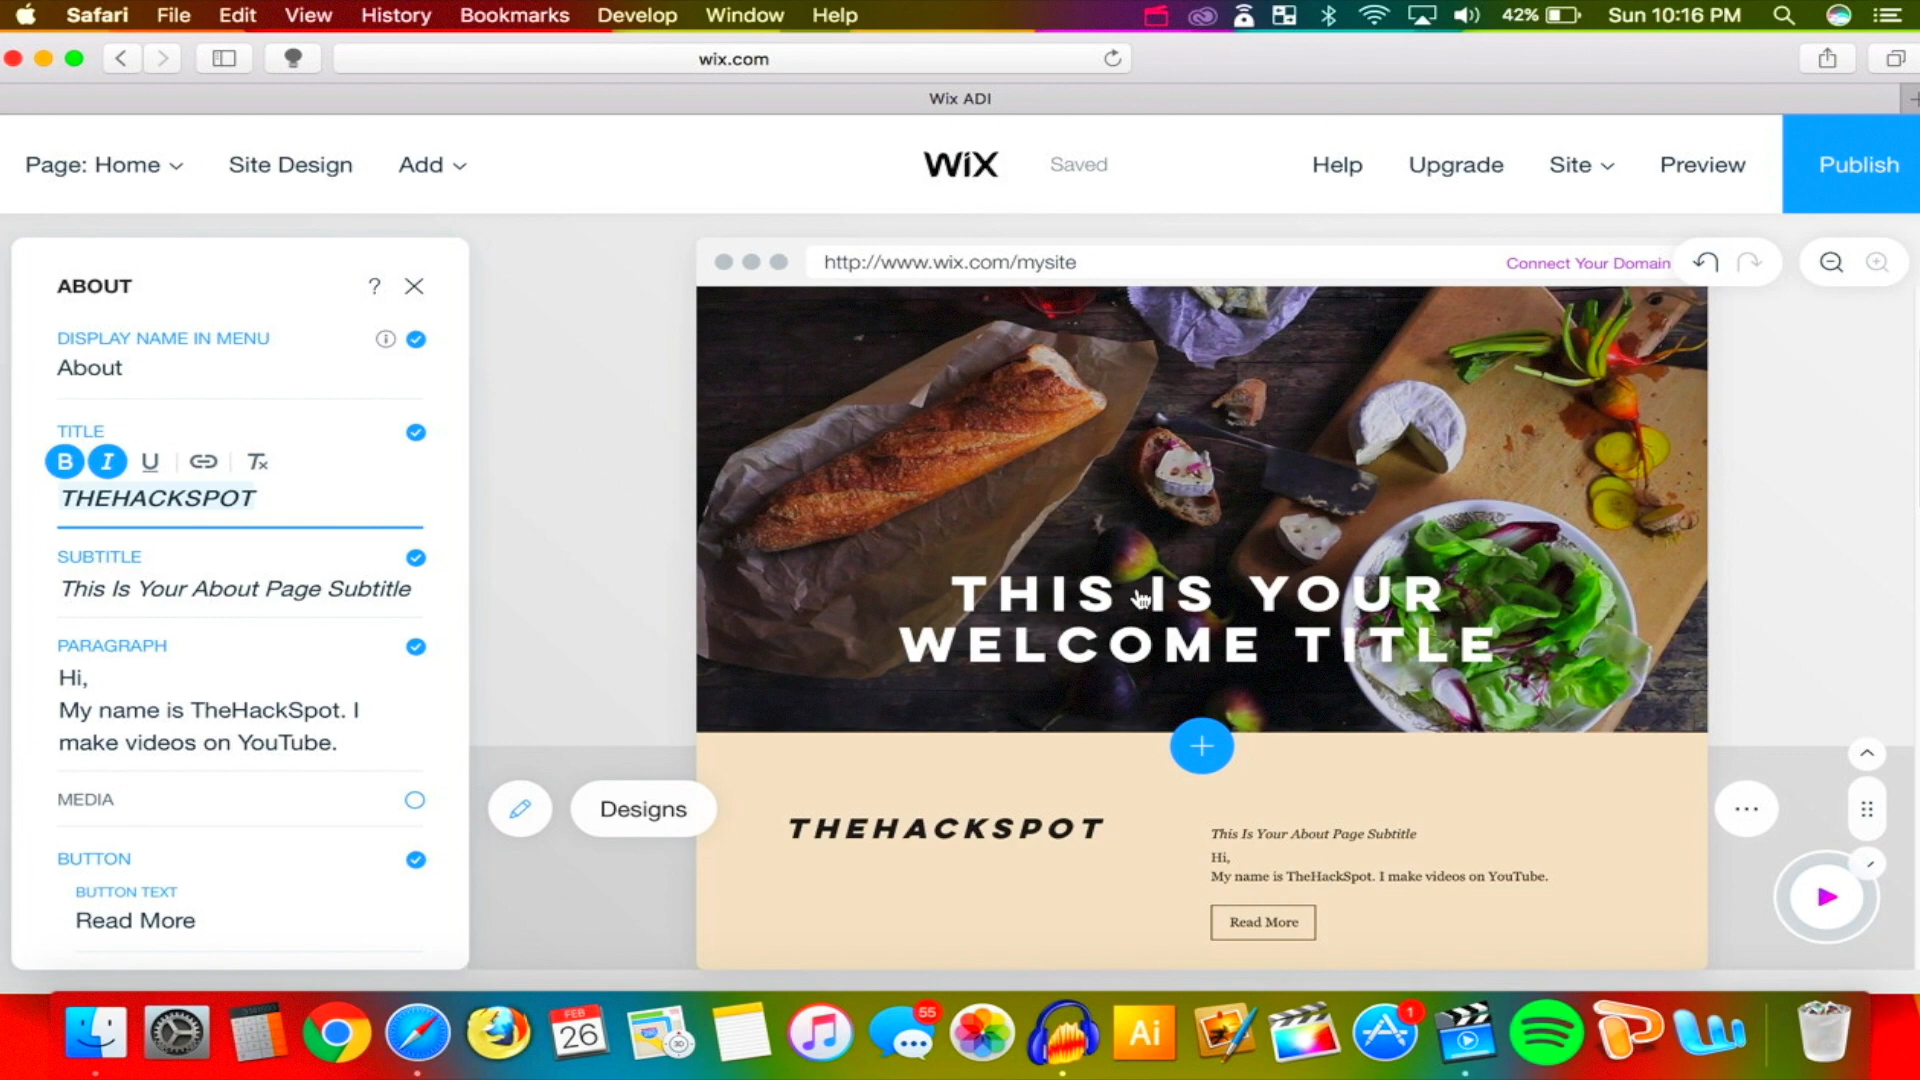 Safari File Edit View History Bookmarks Develop Window Help 42% Sun 10:16 PM
wix.com
Wix ADI
Page: Home Site Design Add WiX Saved Help Upgrade Site Preview Publish
ABOUT ?
DISPLAY NAME IN MENU
About
TITLE
B I U Tx
THEHACKSPOT
SUBTITLE
This Is Your About Page Subtitle
PARAGRAPH
Hi,
My name is TheHackSpot. I
make videos on YouTube.
MEDIA
BUTTON
BUTTON TEXT
Read More
http://www.wix.com/mysite Connect Your Domain
THIS IS YOUR
WELCOME TITLE
Designs
THEHACKSPOT
This Is Your About Page Subtitle
Hi,
My name is TheHackSpot. I make videos on YouTube.
Read More
FEB
26
55
Ai
1